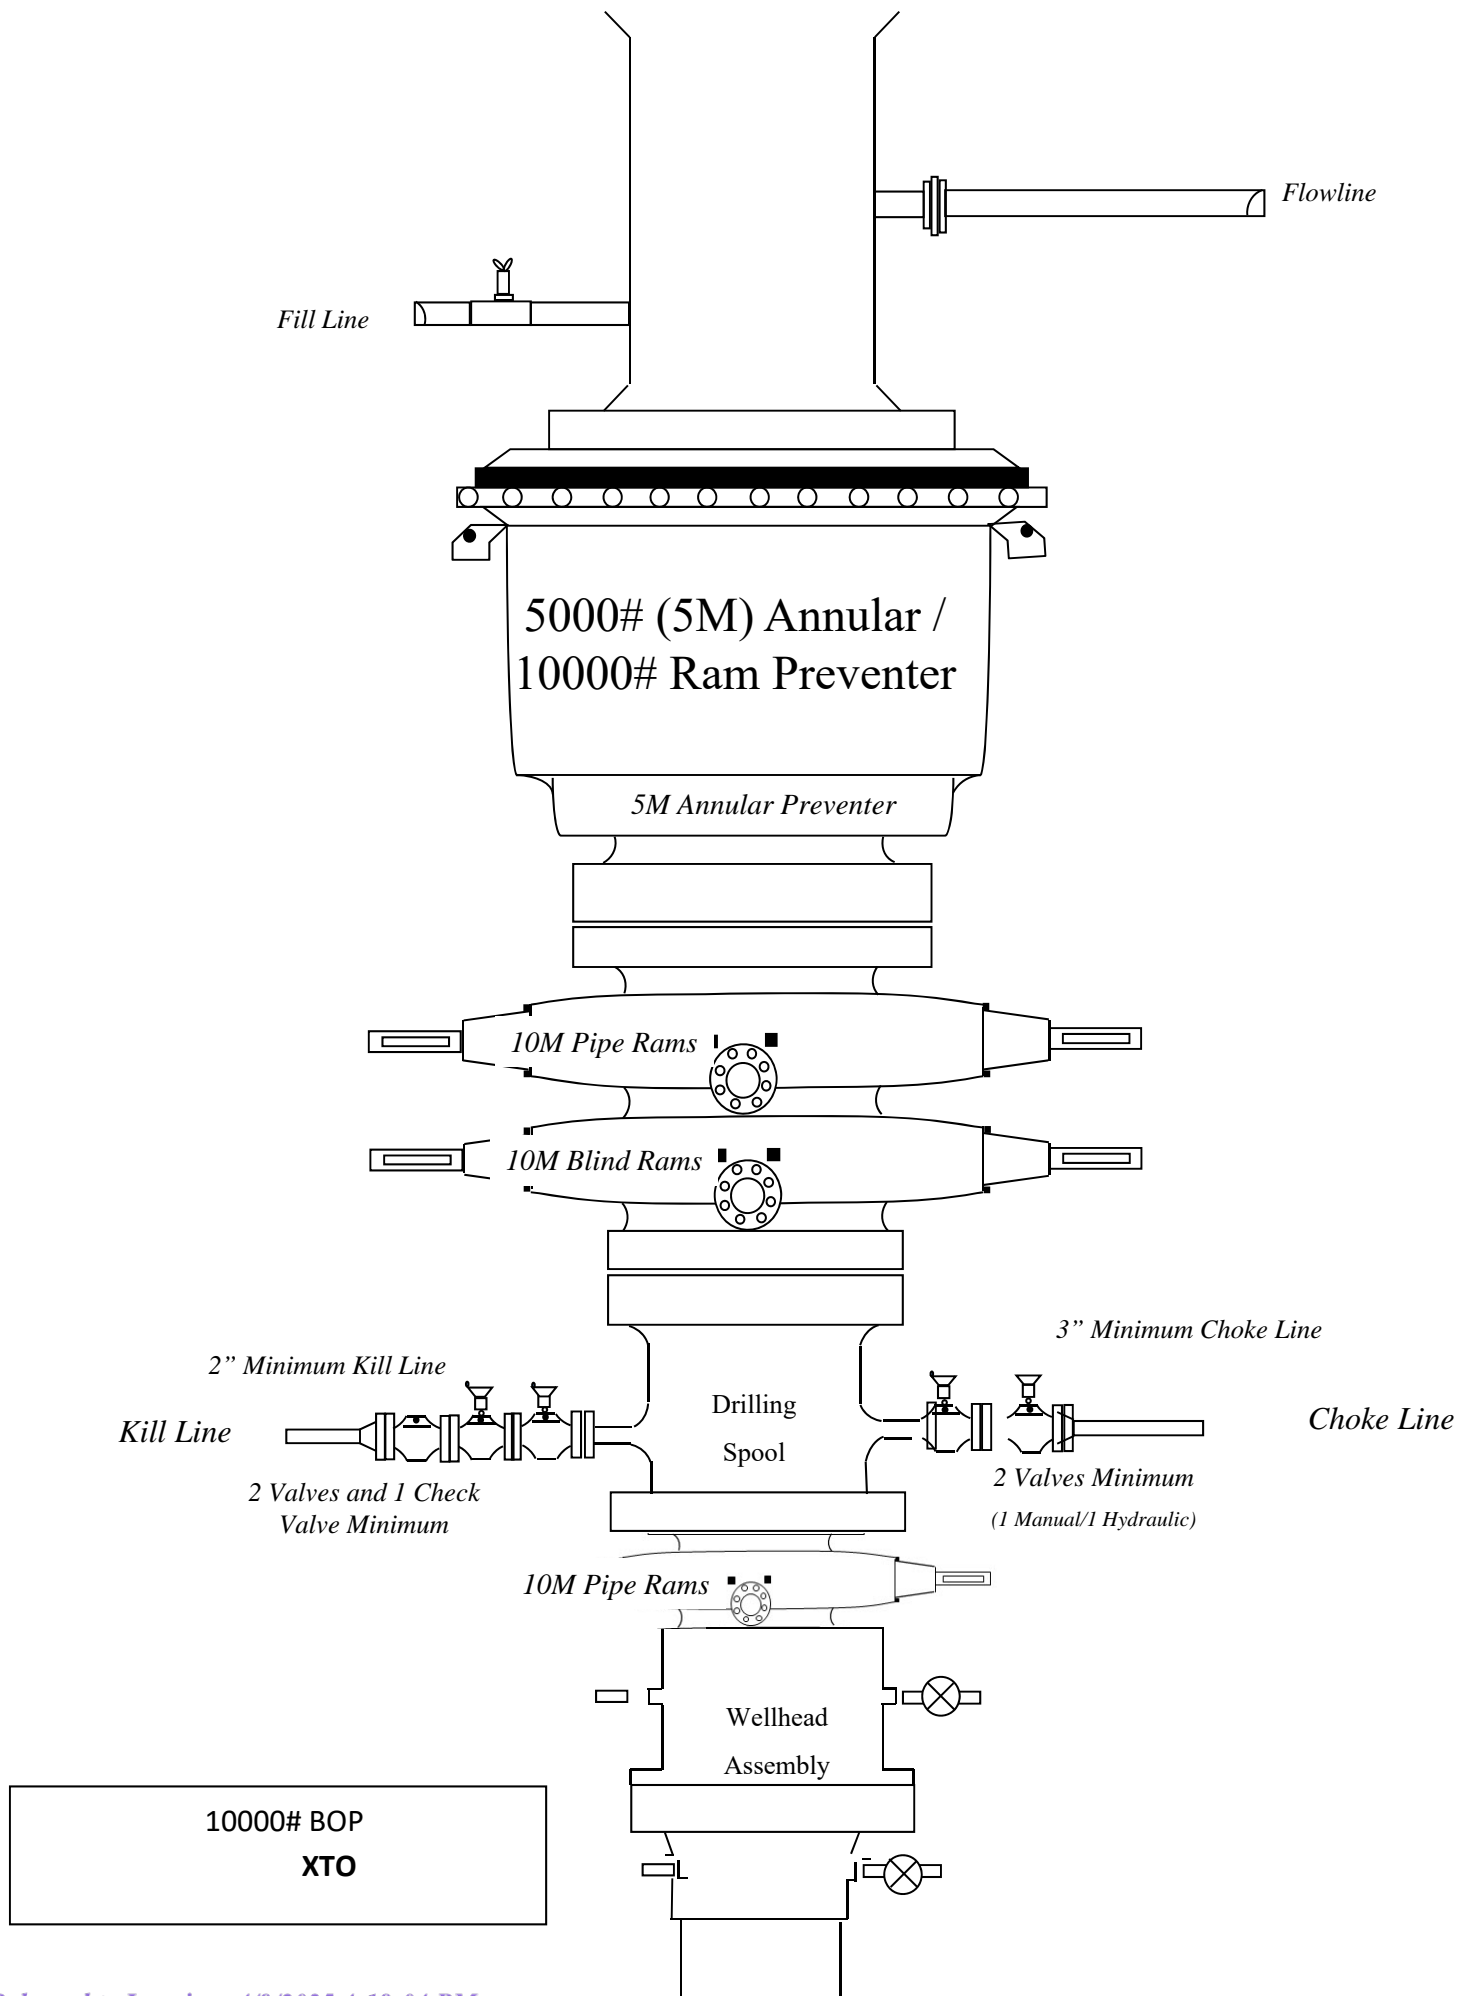 Flowline
Fill Line
5000# (5M) Annular /
10000# Ram Preventer
5M Annular Preventer
10M Pipe Rams
10M Blind Rams
3” Minimum Choke Line
2” Minimum Kill Line
Drilling
Spool
Kill Line
Choke Line
2 Valves and 1 Check
Valve Minimum
2 Valves Minimum
(1 Manual/1 Hydraulic)
10M Pipe Rams
Wellhead
Assembly
10000# BOP
XTO